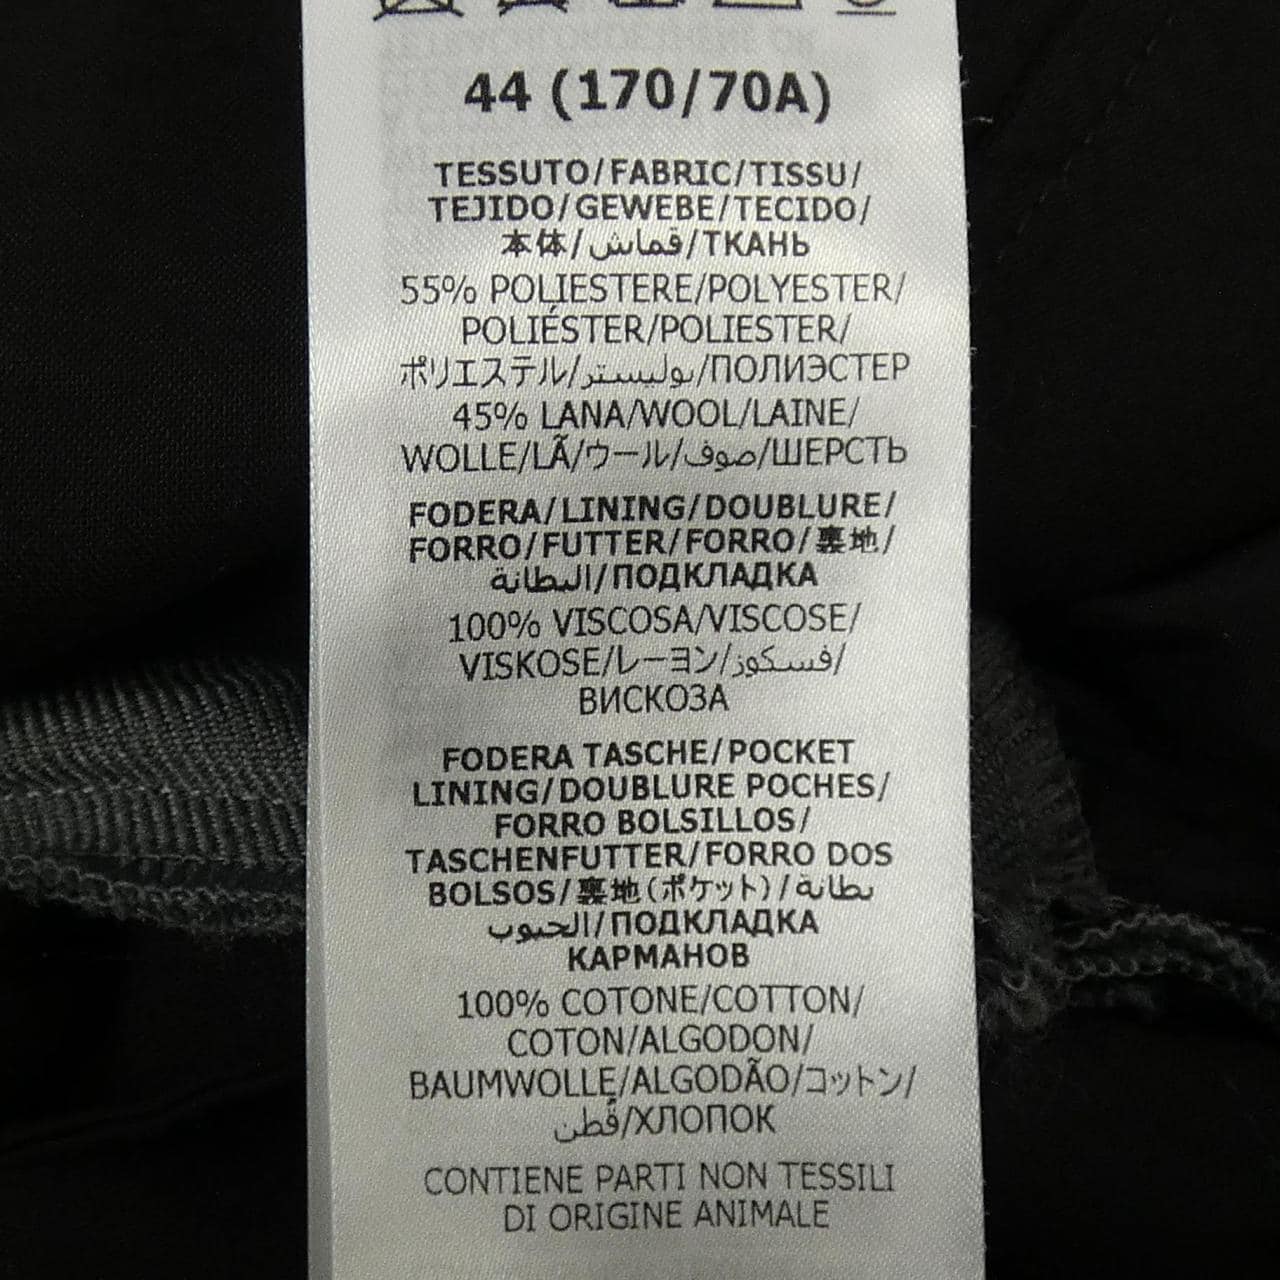 44 (170/70A)
TESSUTO/FABRIC/TISSU/
TEJIDO/GEWEBE/TECIDO/
本体/قماش/ТКАНЬ
55% POLIESTERE/POLYESTER/
POLIÉSTER/POLIESTER/
ポリエステル/بوليستر/ПОЛИЭСТЕР
45% LANA/WOOL/LAINE/
WOLLE/LÃ/ウール/صوف/ШЕРСТЬ
FODERA/LINING/DOUBLURE/
FORRO/FUTTER/FORRO/裏地/
البطانة/ПОДКЛАДКА
100% VISCOSA/VISCOSE/
VISKOSE/レーヨン/فسكوز/
ВИСКОЗА
FODERA TASCHE/POCKET
LINING/DOUBLURE POCHES/
FORRO BOLSILLOS/
TASCHENFUTTER/FORRO DOS
BOLSOS/裏地(ポケット)/بطانة
الجيوب/ПОДКЛАДКА
КАРМАНОВ
100% COTONE/COTTON/
COTON/ALGODON/
BAUMWOLLE/ALGODÃO/コットン/
قُطن/ХЛОПОК
CONTIENE PARTI NON TESSILI
DI ORIGINE ANIMALE